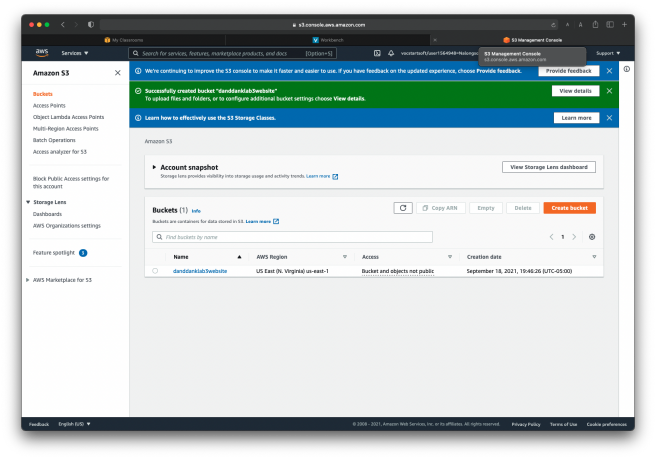 s3.console.aws.amazon.com
My Classrooms
Workbench
S3 Management Console
aws
Services
Search for services, features, marketplace products, and docs
[Option+S]
S3 Management Console
s3.console.aws.amazon.com
Support
Amazon S3
Buckets
Access Points
Object Lambda Access Points
Multi-Region Access Points
Batch Operations
Access analyzer for S3
Block Public Access settings for
this account
Storage Lens
Dashboards
AWS Organizations settings
Feature spotlight 3
AWS Marketplace for S3
We're continuing to improve the S3 console to make it faster and easier to use. If you have feedback on the updated experience, choose Provide feedback.
Provide feedback
Successfully created bucket "danddanklab3website"
To upload files and folders, or to configure additional bucket settings choose View details.
View details
Learn how to effectively use the S3 Storage Classes.
Learn more
Amazon S3
Account snapshot
Storage lens provides visibility into storage usage and activity trends. Learn more
View Storage Lens dashboard
Buckets (1) Info
Buckets are containers for data stored in S3. Learn more
Copy ARN
Empty
Delete
Create bucket
Find buckets by name
1
Name
AWS Region
Access
Creation date
danddanklab3website
US East (N. Virginia) us-east-1
Bucket and objects not public
September 18, 2021, 19:46:26 (UTC-05:00)
Feedback
English (US)
© 2008 - 2021, Amazon Web Services, Inc. or its affiliates. All rights reserved.
Privacy Policy
Terms of Use
Cookie preferences